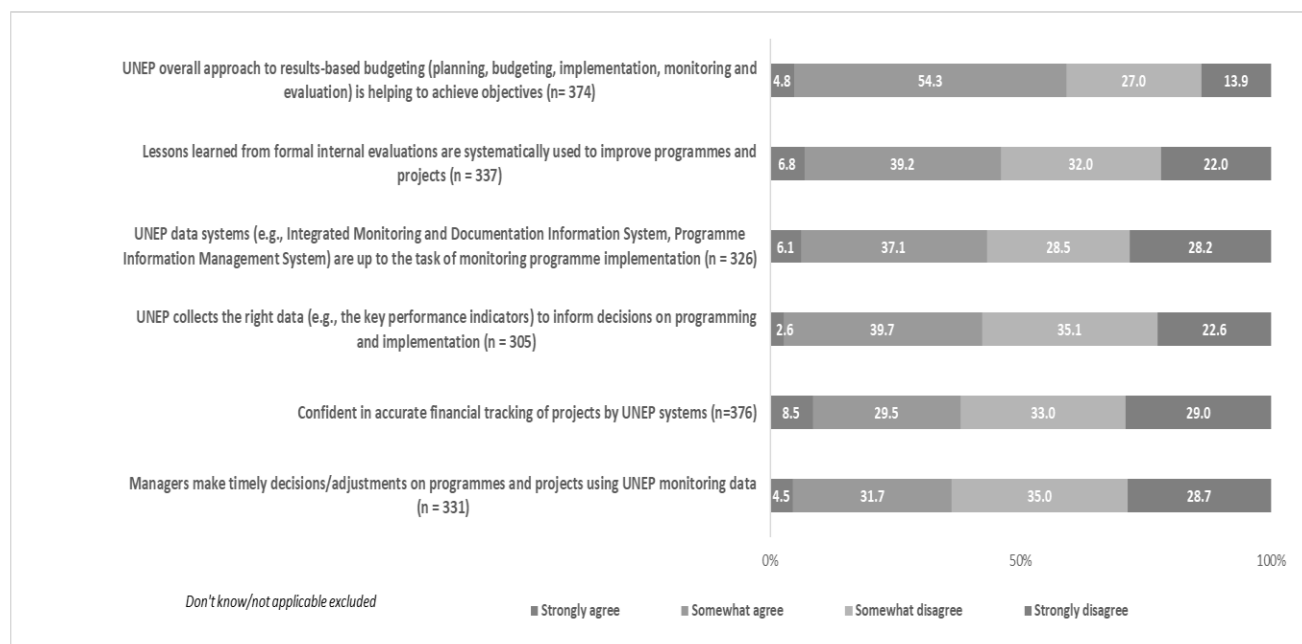 UNEP overall approach to results-based budgeting (planning, budgeting, implementation, monitoring and
evaluation) is helping to achieve objectives (n= 374)
4.8 54.3 27.0 13.9
Lessons learned from formal internal evaluations are systematically used to improve programmes and
projects (n = 337)
6.8 39.2 32.0 22.0
UNEP data systems (e.g., Integrated Monitoring and Documentation Information System, Programme
Information Management System) are up to the task of monitoring programme implementation (n = 326)
6.1 37.1 28.5 28.2
UNEP collects the right data (e.g., the key performance indicators) to inform decisions on programming
and implementation (n = 305)
2.6 39.7 35.1 22.6
Confident in accurate financial tracking of projects by UNEP systems (n=376)
8.5 29.5 33.0 29.0
Managers make timely decisions/adjustments on programmes and projects using UNEP monitoring data
(n = 331)
4.5 31.7 35.0 28.7
0% 50% 100%
Don't know/not applicable excluded
Strongly agree Somewhat agree Somewhat disagree Strongly disagree